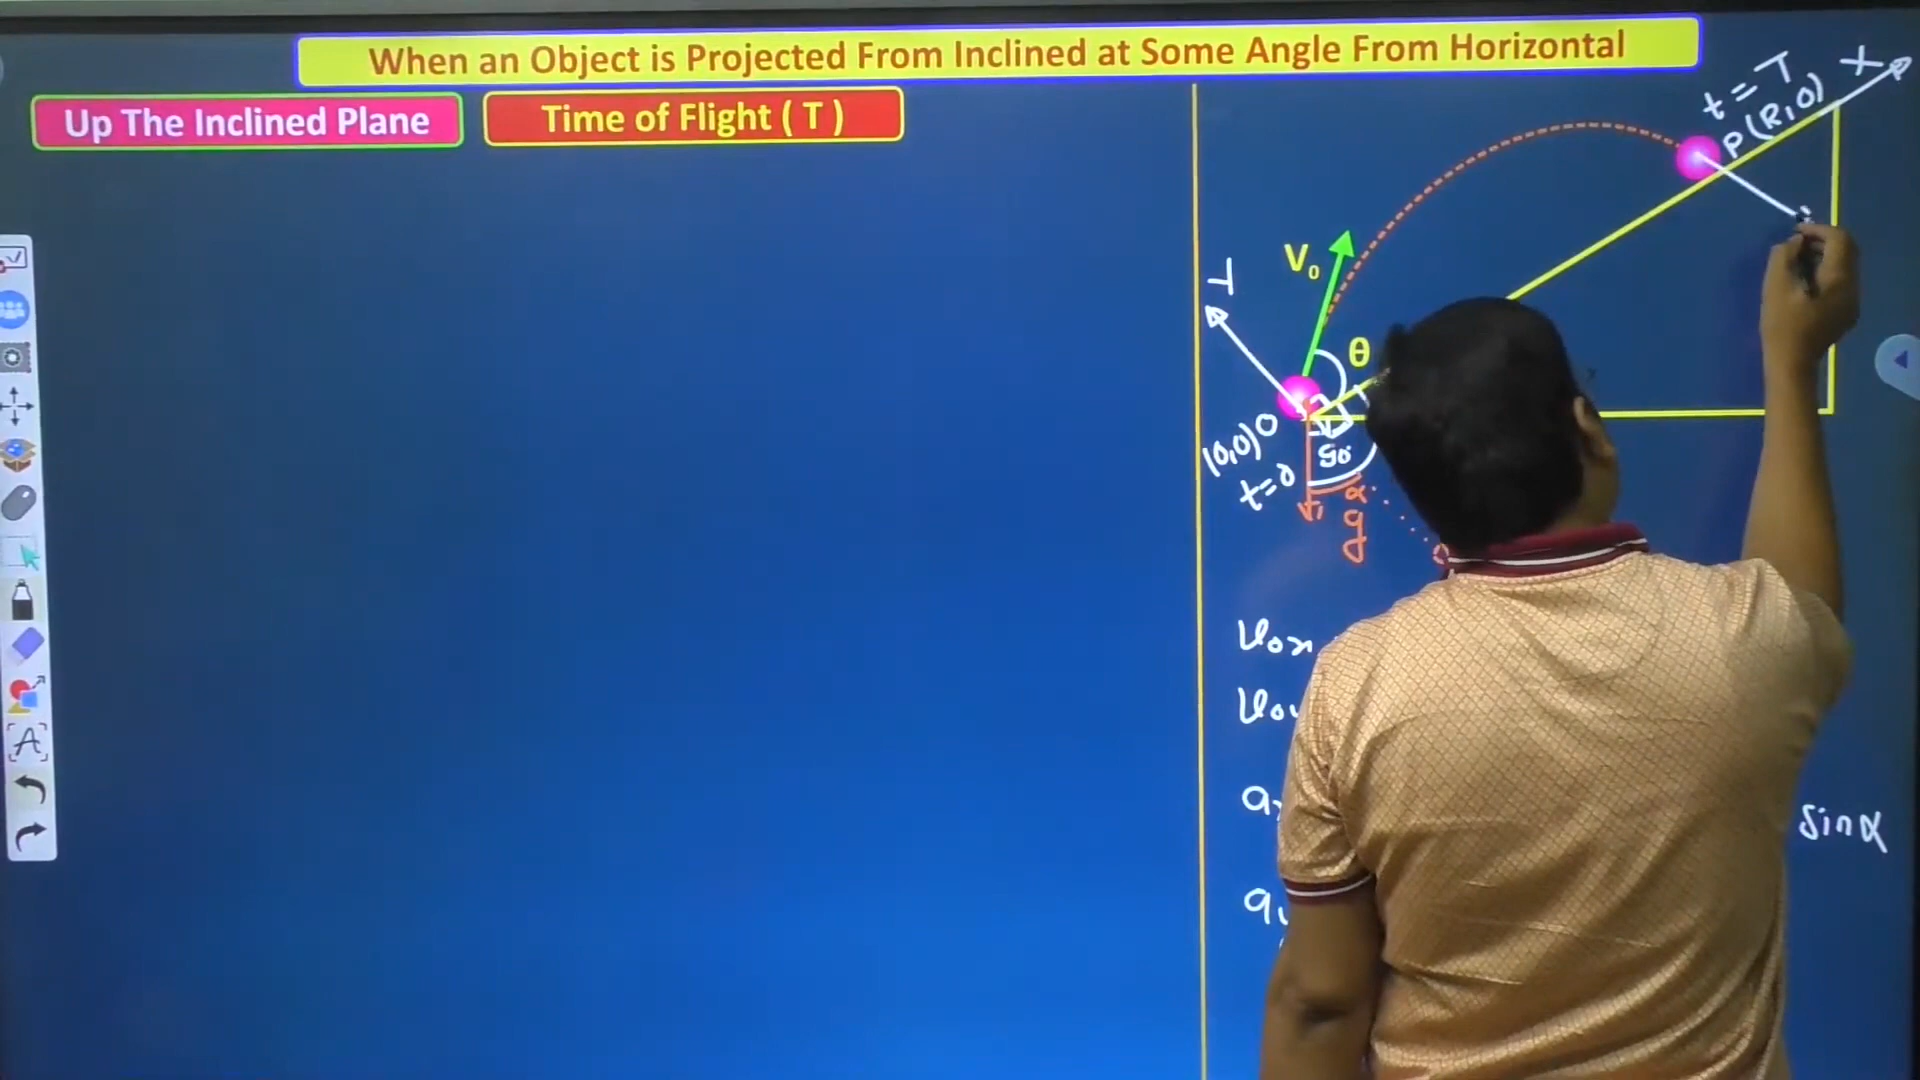 When an Object is Projected From Inclined at Some Angle From Horizontal
Up The Inclined Plane
Time of Flight ( T )
t = T
X
P(R,0)
Y
V₀
θ
(0,0) O
t=0
90
α
g
sinα